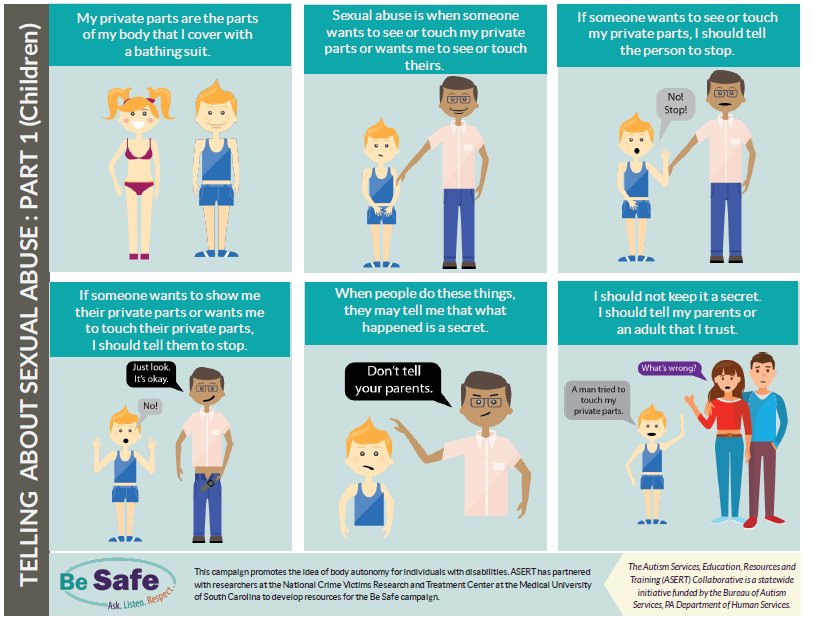 TELLING ABOUT SEXUAL ABUSE : PART 1 (Children)
My private parts are the parts
of my body that I cover with
a bathing suit.
Sexual abuse is when someone
wants to see or touch my private
parts or wants me to see or touch
theirs.
If someone wants to see or touch
my private parts, I should tell
the person to stop.
No!
Stop!
If someone wants to show me
their private parts or wants me
to touch their private parts,
I should tell them to stop.
Just look.
It's okay.
No!
When people do these things,
they may tell me that what
happened is a secret.
Don't tell
your parents.
I should not keep it a secret.
I should tell my parents or
an adult that I trust.
What's wrong?
A man tried to
touch my
private parts.
Be Safe
Ask. Listen. Respect.
This campaign promotes the idea of body autonomy for individuals with disabilities. ASERT has partnered
with researchers at the National Crime Victims Research and Treatment Center at the Medical University
of South Carolina to develop resources for the Be Safe campaign.
The Autism Services, Education, Resources and
Training (ASERT) Collaborative is a statewide
initiative funded by the Bureau of Autism
Services, PA Department of Human Services.